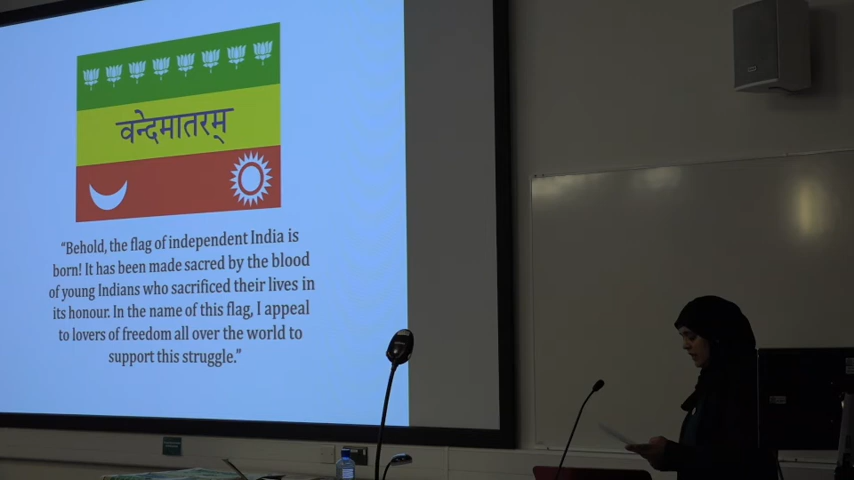 वन्देमातरम्
“Behold, the flag of independent India is
born! It has been made sacred by the blood
of young Indians who sacrificed their lives in
its honour. In the name of this flag, I appeal
to lovers of freedom all over the world to
support this struggle.”